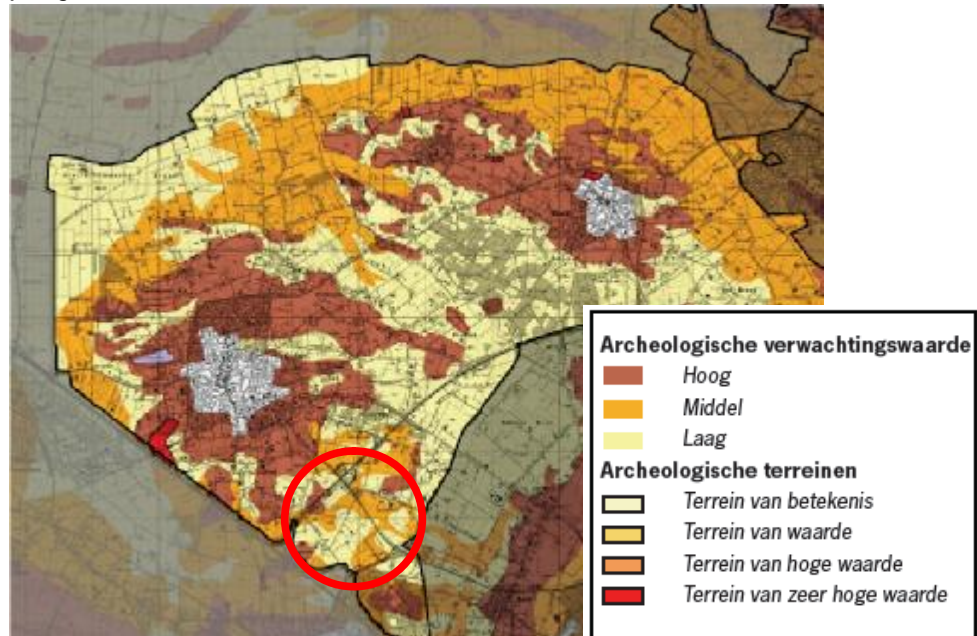 Archeologische verwachtingswaarde
Hoog
Middel
Laag
Archeologische terreinen
Terrein van betekenis
Terrein van waarde
Terrein van hoge waarde
Terrein van zeer hoge waarde